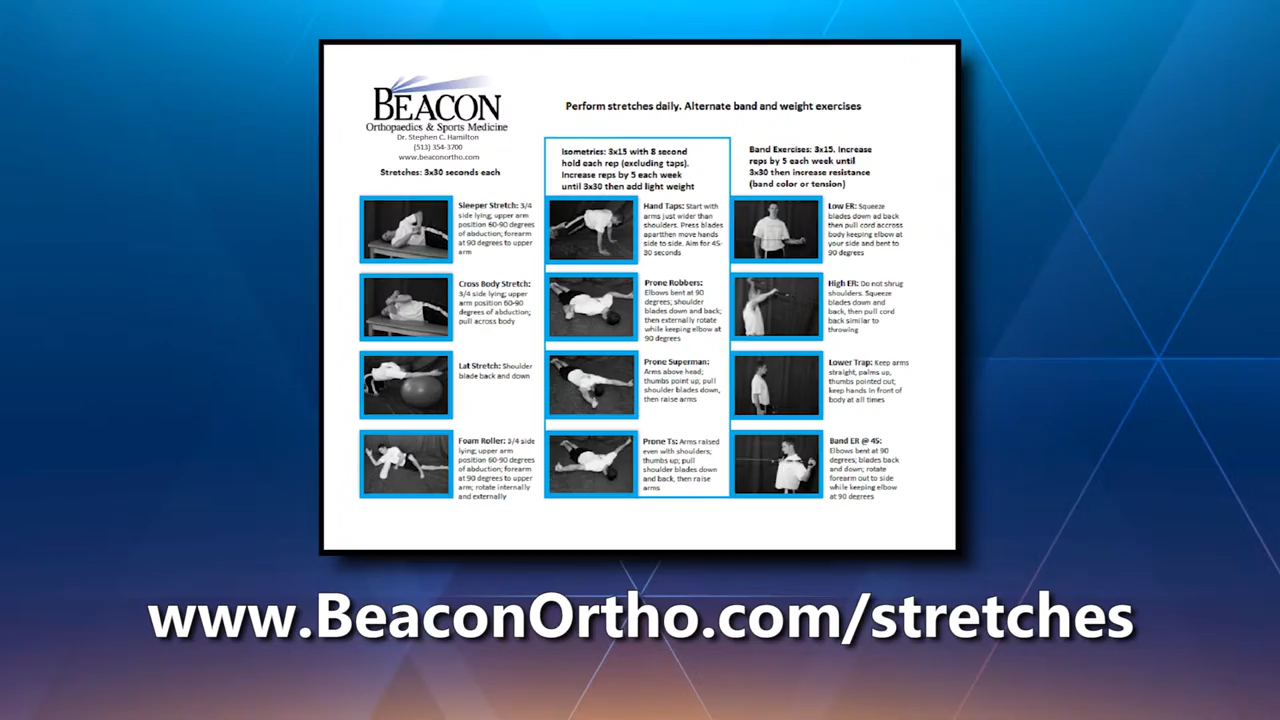 BEACON
Orthopaedics & Sports Medicine
Dr. Stephen C. Hamilton
(513) 354-3700
www.beaconortho.com
Perform stretches daily. Alternate band and weight exercises
Stretches: 3x30 seconds each
Sleeper Stretch: 3/4
side lying; upper arm
position 60-90 degrees
of abduction; forearm
at 90 degrees to upper
arm
Cross Body Stretch:
3/4 side lying; upper
arm position 60-90
degrees of abduction;
pull across body
Lat Stretch: Shoulder
blade back and down
Foam Roller: 3/4 side
lying; upper arm
position 60-90 degrees
of abduction; forearm
at 90 degrees to upper
arm; rotate internally
and externally
Isometrics: 3x15 with 8 second
hold each rep (excluding taps).
Increase reps by 5 each week
until 3x30 then add light weight
Hand Taps: Start with
arms just wider than
shoulders. Press blades
apartthen move hands
side to side. Aim for 45-
30 seconds
Prone Robbers:
Elbows bent at 90
degrees; shoulder
blades down and back;
then externally rotate
while keeping elbow at
90 degrees
Prone Superman:
Arms above head;
thumbs point up; pull
shoulder blades down,
then raise arms
Prone Ts: Arms raised
even with shoulders;
thumbs up; pull
shoulder blades down
and back, then raise
arms
Band Exercises: 3x15. Increase
reps by 5 each week until
3x30 then increase resistance
(band color or tension)
Low ER: Squeeze
blades down ad back
then pull cord accross
body keeping elbow at
your side and bent to
90 degrees
High ER: Do not shrug
shoulders. Squeeze
blades down and
back, then pull cord
back similar to
throwing
Lower Trap: Keep arms
straight, palms up,
thumbs pointed out;
keep hands in front of
body at all times
Band ER @ 45:
Elbows bent at 90
degrees; blades back
and down; rotate
forearm out to side
while keeping elbow
at 90 degrees
www.BeaconOrtho.com/stretches